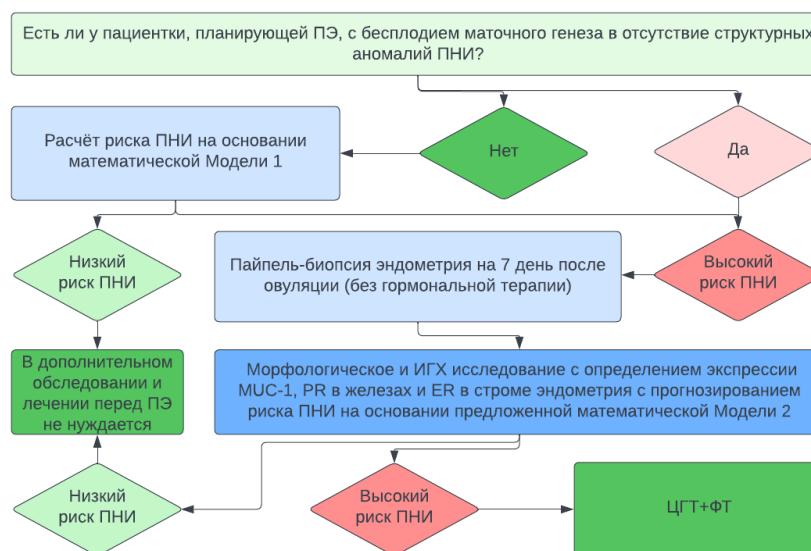 Есть ли у пациентки, планирующей ПЭ, с бесплодием маточного генеза в отсутствие структурных
аномалий ПНИ?
Расчёт риска ПНИ на основании
математической Модели 1
Нет
Да
Низкий
риск ПНИ
Пайпель-биопсия эндометрия на 7 день после
овуляции (без гормональной терапии)
Высокий
риск ПНИ
В дополнительном
обследовании и
лечении перед ПЭ
не нуждается
Морфологическое и ИГХ исследование с определением экспрессии
MUC-1, PR в железах и ER в строме эндометрия с прогнозированием
риска ПНИ на основании предложенной математической Модели 2
Низкий
риск ПНИ
Высокий
риск ПНИ
ЦГТ+ФТ